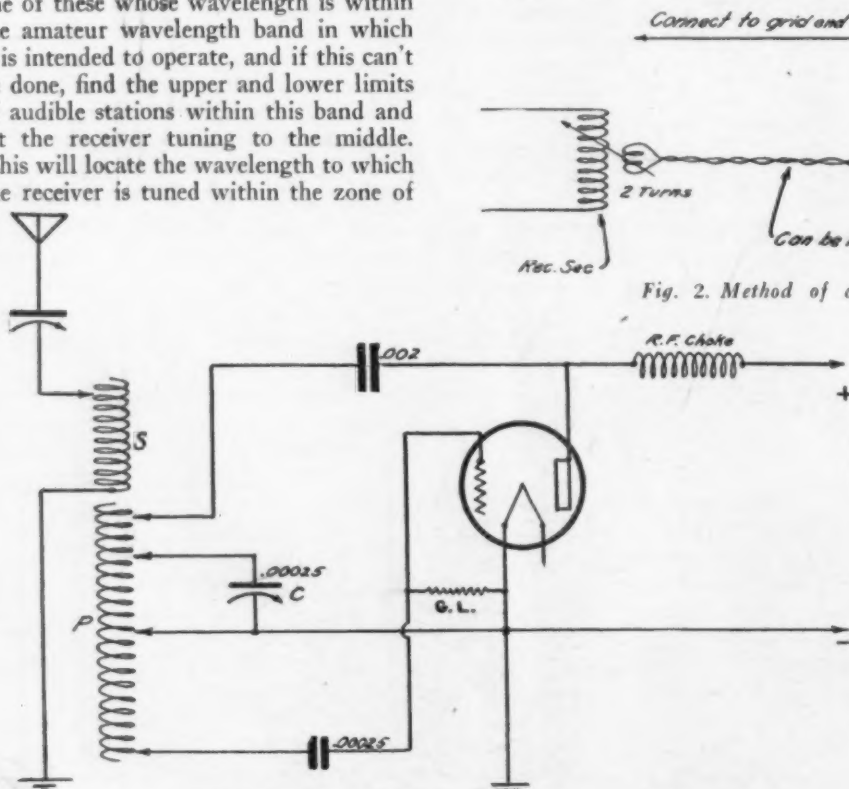 ne of these whose wavelength is within
e amateur wavelength band in which
is intended to operate, and if this can't
done, find the upper and lower limits
audible stations within this band and
t the receiver tuning to the middle.
his will locate the wavelength to which
e receiver is tuned within the zone of
Connect to grid end
2 Turns
Can be
Rec. Sec
Fig. 2. Method of
.002
R.F. Choke
+
S
.00025
C
P
G. L.
-
.00025